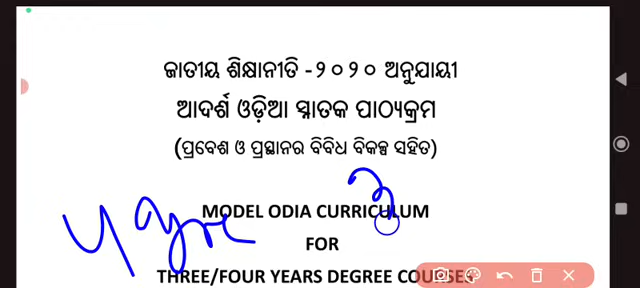 ଜାତୀୟ ଶିକ୍ଷାନୀତି -୨୦୨୦ ଅନୁଯାୟୀ
ଆଦର୍ଶ ଓଡ଼ିଆ ସ୍ନାତକ ପାଠ୍ୟକ୍ରମ
(ପ୍ରବେଶ ଓ ପ୍ରସ୍ଥାନର ବିବିଧ ବିକଳ୍ପ ସହିତ)
MODEL ODIA CURRICULUM
FOR
THREE/FOUR YEARS DEGREE COURSES